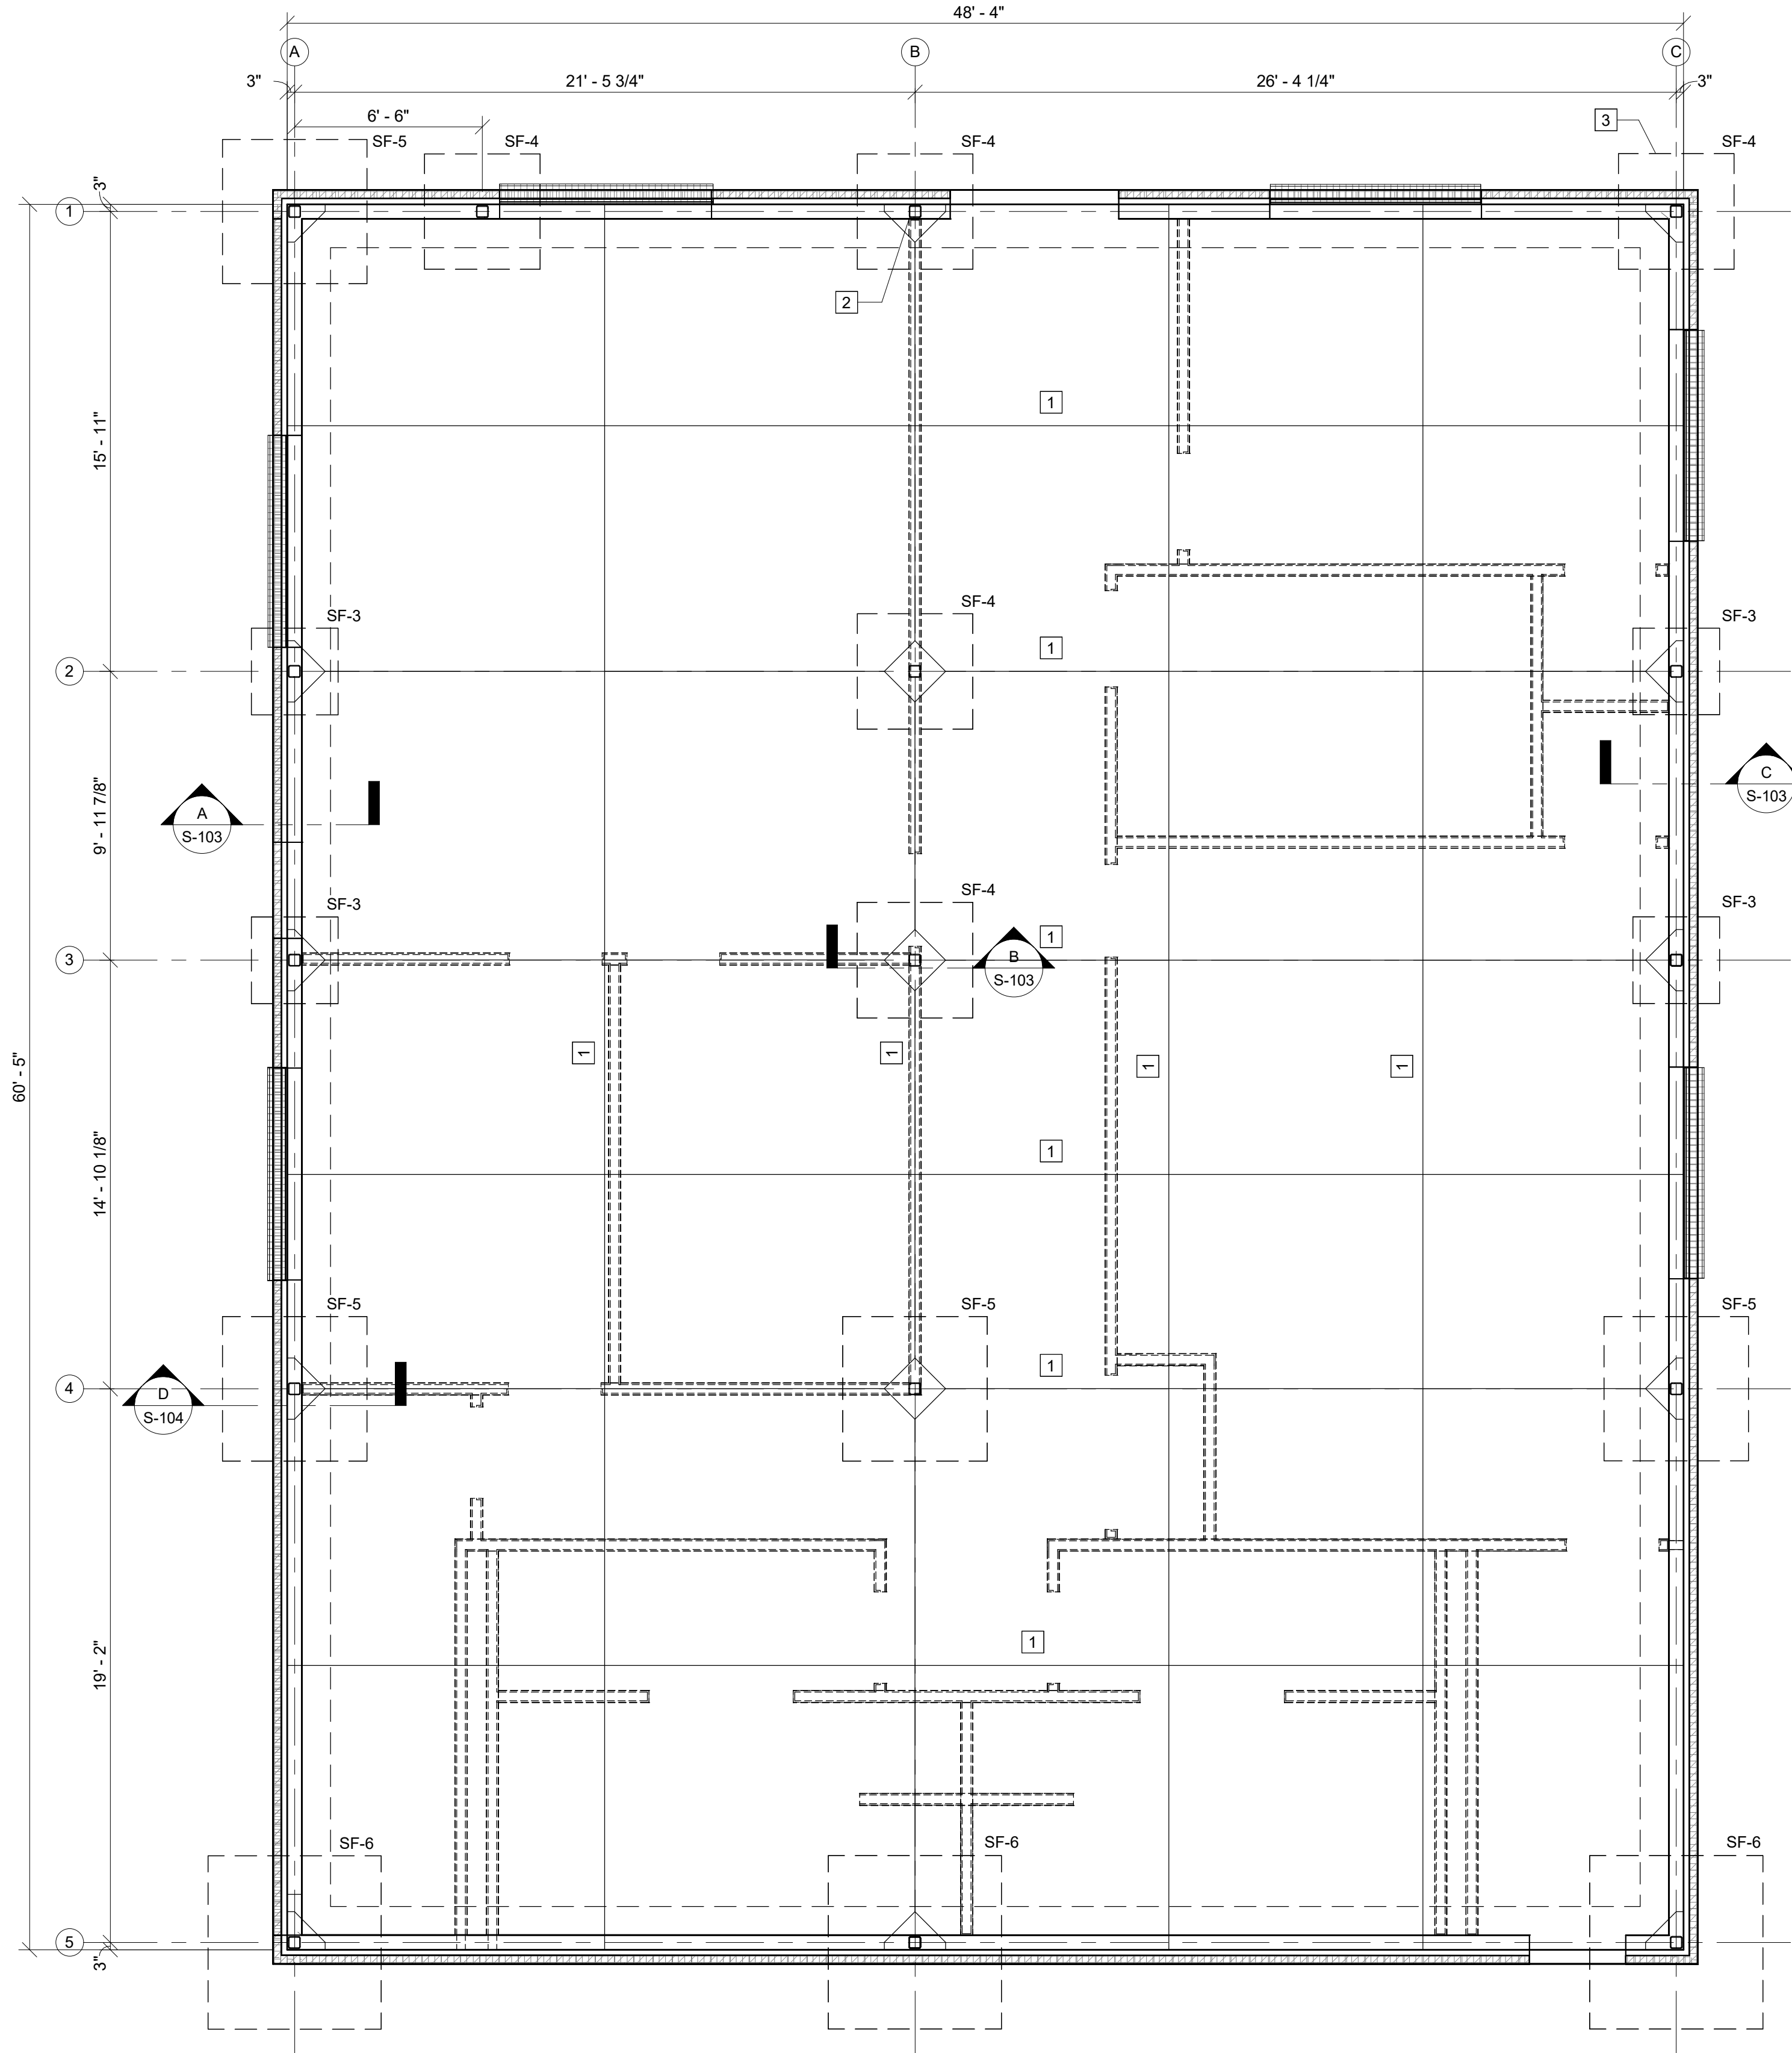 48' - 4"
A
B
C
3"
21' - 5 3/4"
26' - 4 1/4"
3"
6' - 6"
3
SF-5
SF-4
SF-4
SF-4
3"
1
2
15' - 11"
1
SF-4
SF-3
SF-3
1
2
C
S-103
A
S-103
9' - 11 7/8"
SF-4
SF-3
SF-3
1
3
B
S-103
1
1
1
1
60' - 5"
1
14' - 10 1/8"
SF-5
SF-5
SF-5
1
4
D
S-104
1
19' - 2"
SF-6
SF-6
SF-6
5
3"